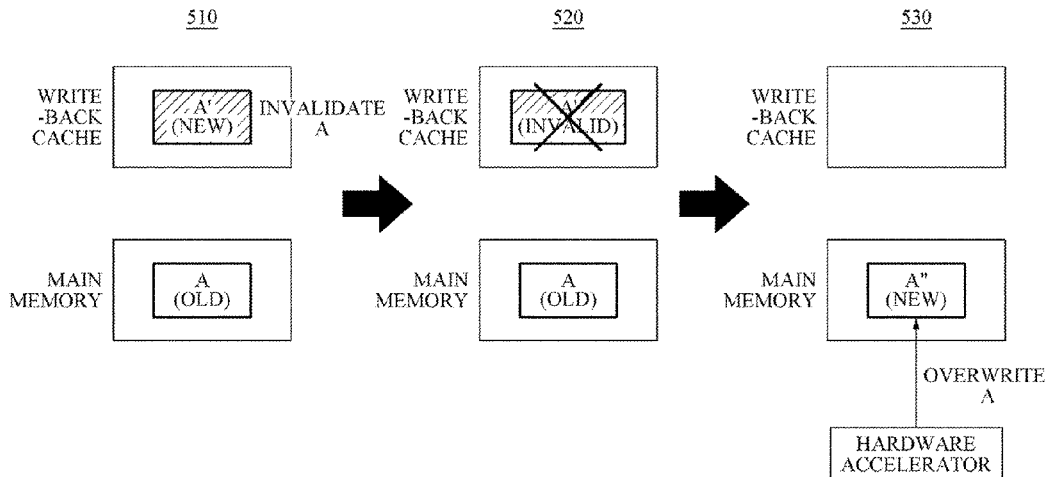 510
WRITE
-BACK
CACHE
A'
(NEW)
INVALIDATE
A
MAIN
MEMORY
A
(OLD)
520
WRITE
-BACK
CACHE
A'
(INVALID)
MAIN
MEMORY
A
(OLD)
530
WRITE
-BACK
CACHE
MAIN
MEMORY
A"
(NEW)
OVERWRITE
A
HARDWARE
ACCELERATOR